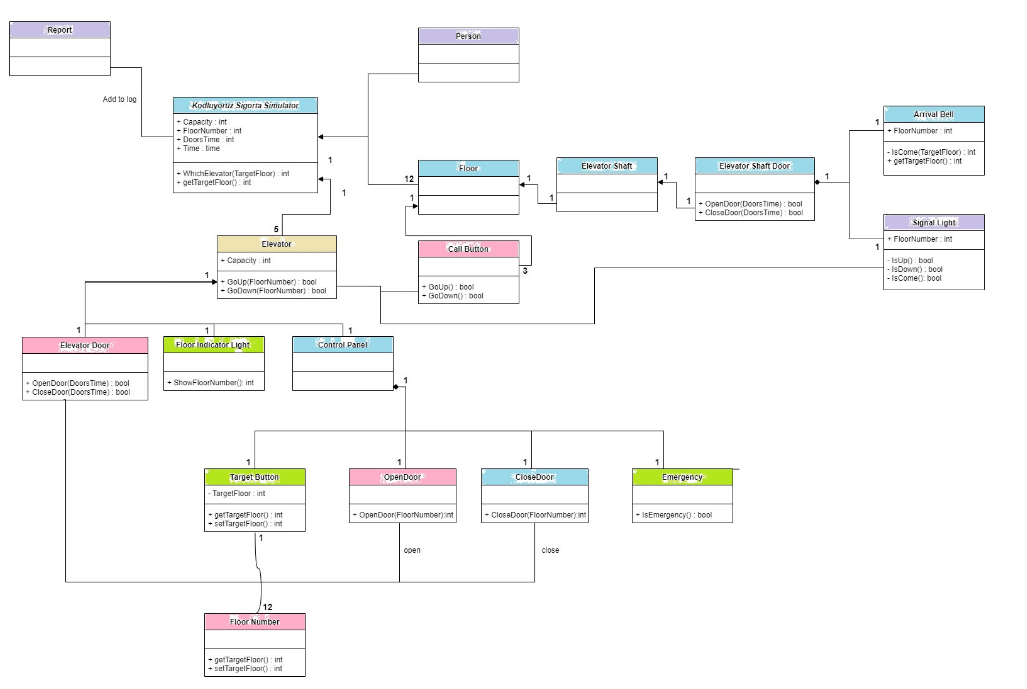 Report
Person
Add to log
Kodluyoruz Sigorta Simulator
+ Capacity : int
+ FloorNumber : int
+ DoorsTime : int
+ Time : time
+ WhichElevator(TargetFloor) : int
+ getTargetFloor() : int
1
1
5
12
Floor
1
1
1
Elevator Shaft
1
1
Elevator Shaft Door
+ OpenDoor(DoorsTime) : bool
+ CloseDoor(DoorsTime) : bool
1
1
Arrival Bell
+ FloorNumber : int
- IsCome(TargetFloor) : int
+ getTargetFloor() : int
1
Signal Light
+ FloorNumber : int
- IsUp() : bool
- IsDown() : bool
- IsCome() : bool
Elevator
+ Capacity : int
+ GoUp(FloorNumber) : bool
+ GoDown(FloorNumber) : bool
Call Button
+ GoUp() : bool
+ GoDown() : bool
3
1
1
1
1
Elevator Door
+ OpenDoor(DoorsTime) : bool
+ CloseDoor(DoorsTime) : bool
Floor Indicator Light
+ ShowFloorNumber(): int
Control Panel
1
1
1
1
1
Target Button
- TargetFloor : int
+ getTargetFloor() : int
+ setTargetFloor() : int
OpenDoor
+ OpenDoor(FloorNumber):int
CloseDoor
+ CloseDoor(FloorNumber):int
Emergency
+ IsEmergency() : bool
1
open
close
12
Floor Number
+ getTargetFloor() : int
+ setTargetFloor() : int